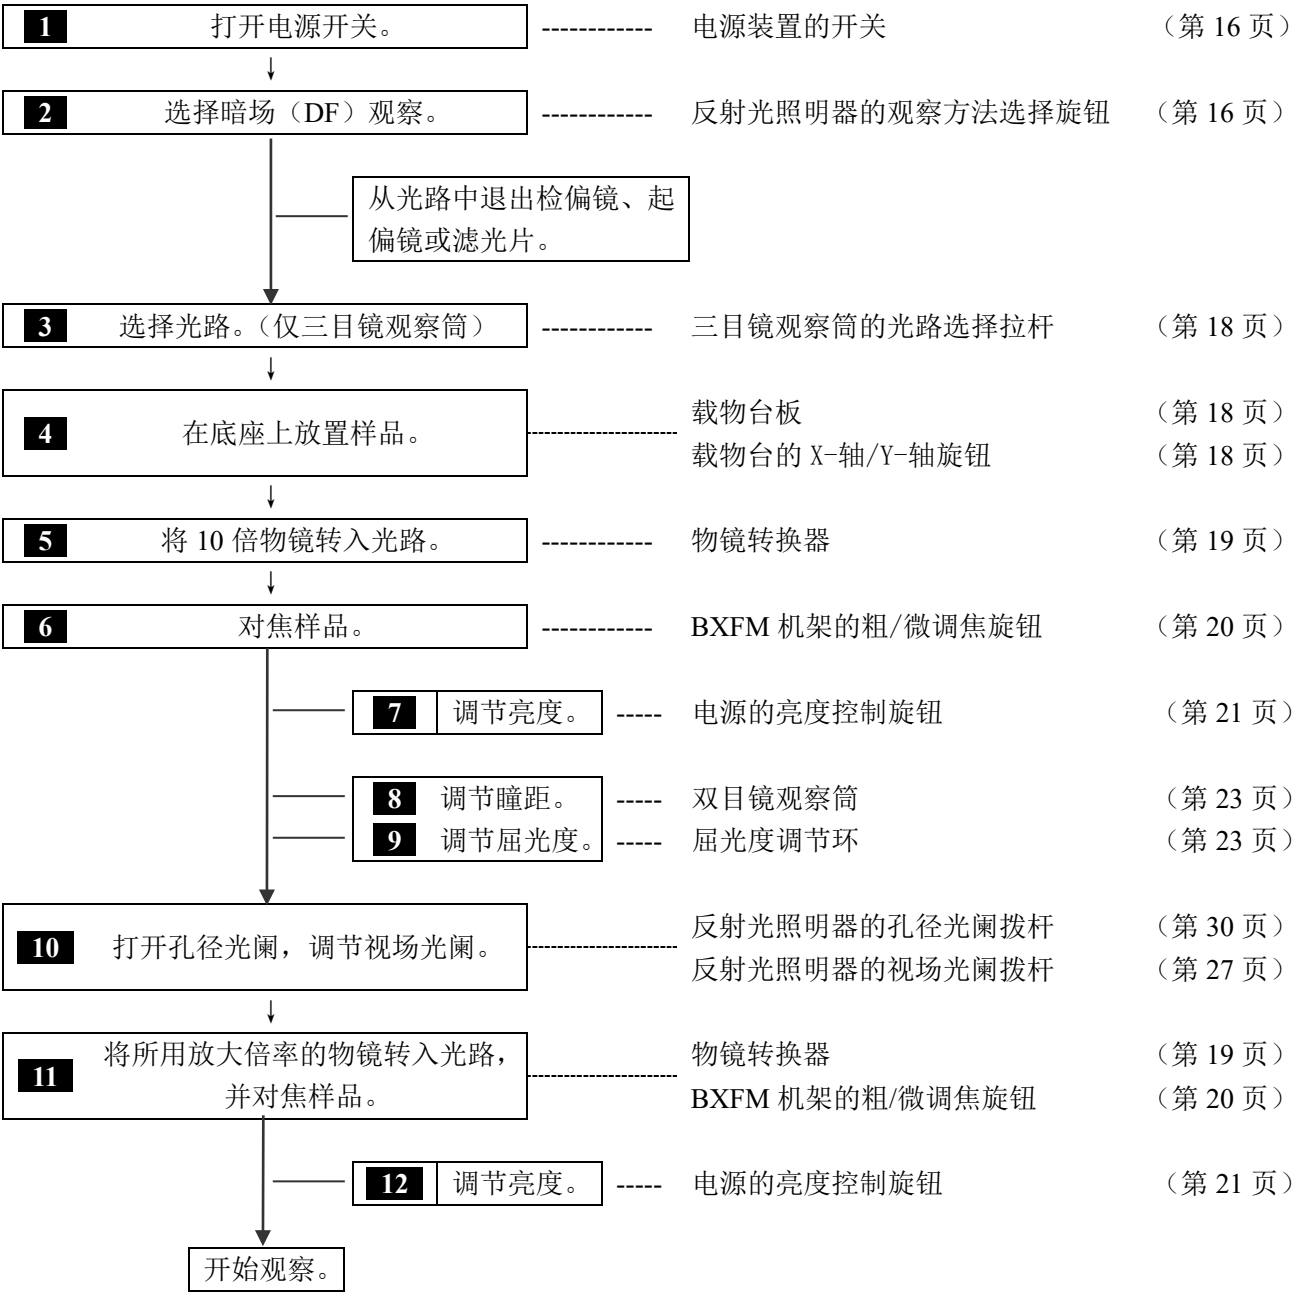 1 打开电源开关。 ------------ 电源装置的开关 （第 16 页）
↓
2 选择暗场（DF）观察。 ------------ 反射光照明器的观察方法选择旋钮 （第 16 页）
从光路中退出检偏镜、起
偏镜或滤光片。
3 选择光路。（仅三目镜观察筒） ------------ 三目镜观察筒的光路选择拉杆 （第 18 页）
↓
4 在底座上放置样品。 载物台板 （第 18 页）
载物台的 X-轴/Y-轴旋钮 （第 18 页）
↓
5 将 10 倍物镜转入光路。 ------------ 物镜转换器 （第 19 页）
↓
6 对焦样品。 ------------ BXFM 机架的粗/微调焦旋钮 （第 20 页）
7 调节亮度。 ----- 电源的亮度控制旋钮 （第 21 页）
8 调节瞳距。 ----- 双目镜观察筒 （第 23 页）
9 调节屈光度。 ----- 屈光度调节环 （第 23 页）
10 打开孔径光阑，调节视场光阑。 反射光照明器的孔径光阑拨杆 （第 30 页）
反射光照明器的视场光阑拨杆 （第 27 页）
↓
11 将所用放大倍率的物镜转入光路，
并对焦样品。
物镜转换器 （第 19 页）
BXFM 机架的粗/微调焦旋钮 （第 20 页）
12 调节亮度。 ----- 电源的亮度控制旋钮 （第 21 页）
开始观察。